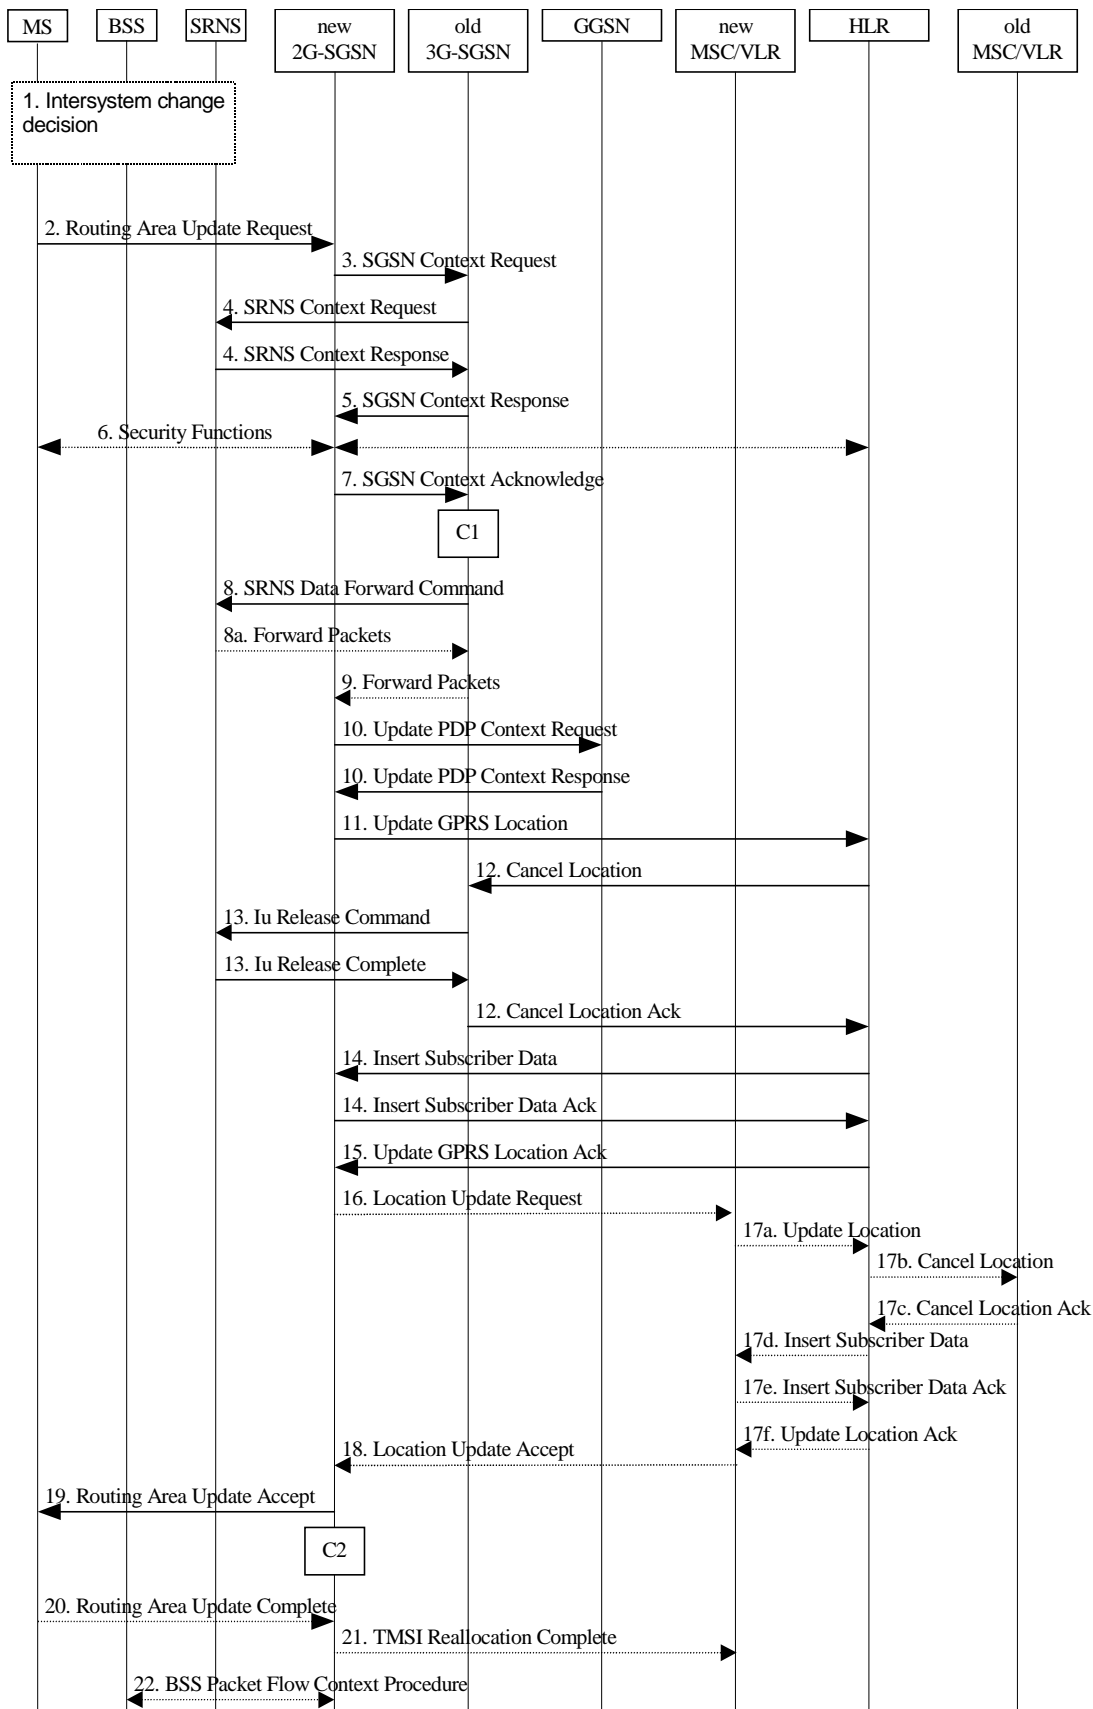 MS
BSS
SRNS
new
2G-SGSN
old
3G-SGSN
GGSN
new
MSC/VLR
HLR
old
MSC/VLR
1. Intersystem change
decision
2. Routing Area Update Request
3. SGSN Context Request
4. SRNS Context Request
4. SRNS Context Response
5. SGSN Context Response
6. Security Functions
7. SGSN Context Acknowledge
C1
8. SRNS Data Forward Command
8a. Forward Packets
9. Forward Packets
10. Update PDP Context Request
10. Update PDP Context Response
11. Update GPRS Location
12. Cancel Location
13. Iu Release Command
13. Iu Release Complete
12. Cancel Location Ack
14. Insert Subscriber Data
14. Insert Subscriber Data Ack
15. Update GPRS Location Ack
16. Location Update Request
17a. Update Location
17b. Cancel Location
17c. Cancel Location Ack
17d. Insert Subscriber Data
17e. Insert Subscriber Data Ack
17f. Update Location Ack
18. Location Update Accept
19. Routing Area Update Accept
C2
20. Routing Area Update Complete
21. TMSI Reallocation Complete
22. BSS Packet Flow Context Procedure